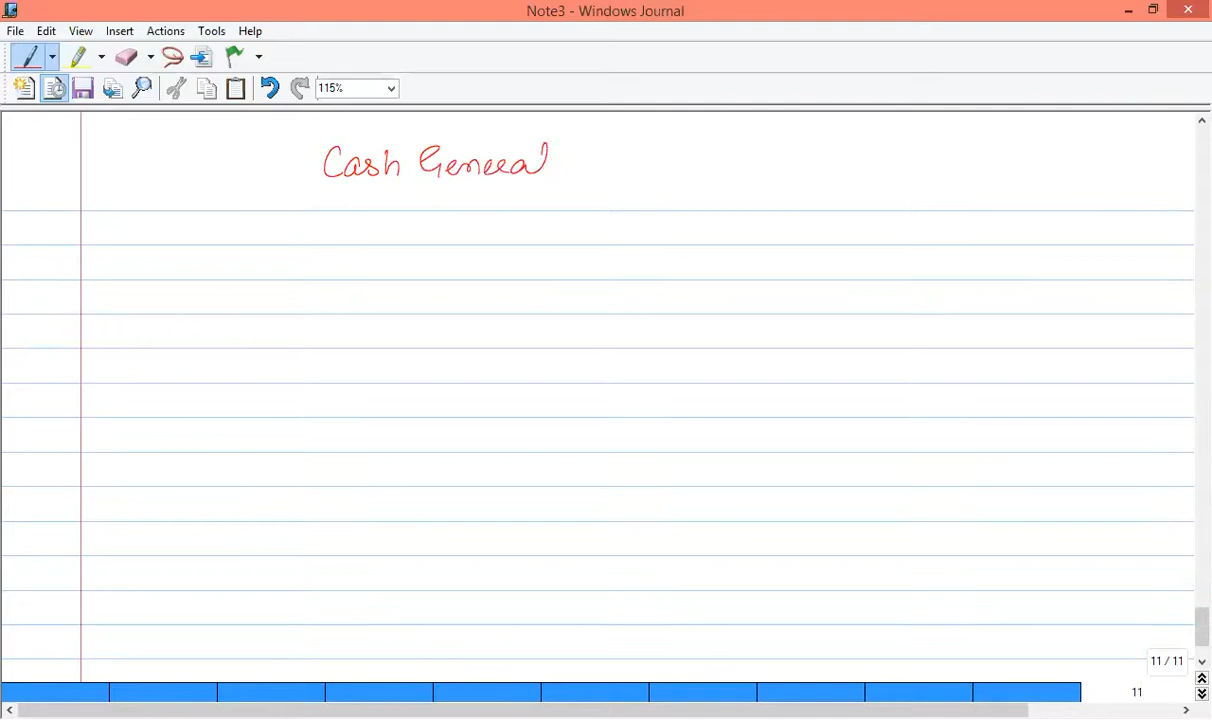 Note3 - Windows Journal
File Edit View Insert Actions Tools Help
115%
Cash General
11 / 11
11